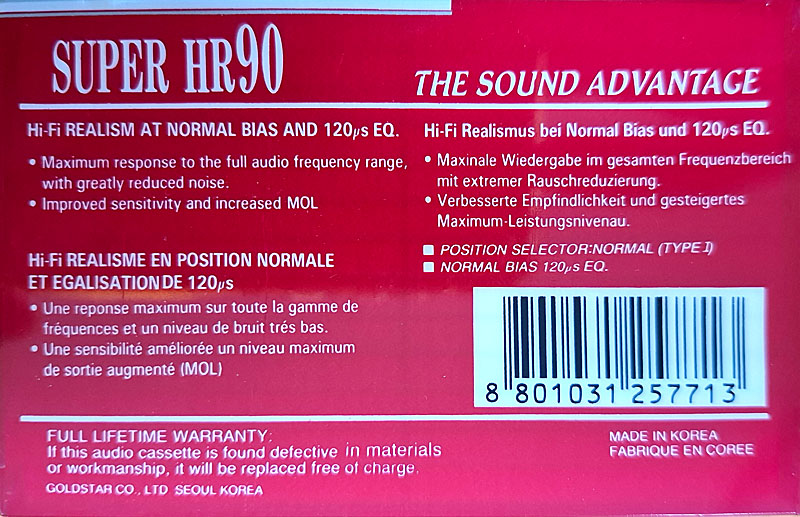 SUPER HR90
THE SOUND ADVANTAGE
Hi-Fi REALISM AT NORMAL BIAS AND 120μs EQ.
• Maximum response to the full audio frequency range,
with greatly reduced noise.
• Improved sensitivity and increased MOL
Hi-Fi REALISME EN POSITION NORMALE
ET EGALISATION DE 120μs
• Une reponse maximum sur toute la gamme de
fréquences et un niveau de bruit trés bas.
• Une sensibilité améliorée un niveau maximum
de sortie augmenté (MOL)
Hi-Fi Realismus bei Normal Bias und 120μs EQ.
• Maxinale Wiedergabe im gesamten Frequenzbereich
mit extremer Rauschreduzierung.
• Verbesserte Empfindlichkeit und gesteigertes
Maximum-Leistungsnivenau.
■ POSITION SELECTOR:NORMAL (TYPE I)
■ NORMAL BIAS 120μs EQ.
8 801031 257713
FULL LIFETIME WARRANTY:
If this audio cassette is found defective in materials
or workmanship, it will be replaced free of charge.
GOLDSTAR CO., LTD SEOUL KOREA
MADE IN KOREA
FABRIQUE EN COREE